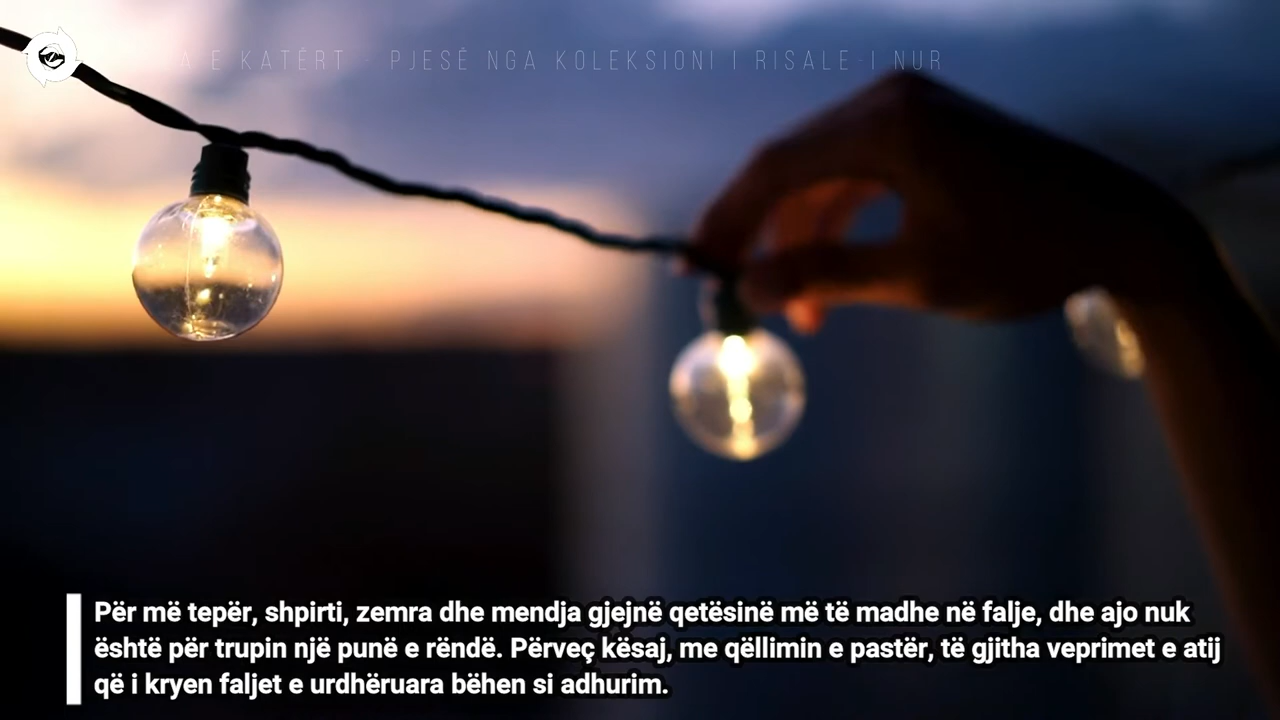 A E KATËRT - PJESË NGA KOLEKSIONI I RISALE-I NUR
Për më tepër, shpirti, zemra dhe mendja gjejnë qetësinë më të madhe në falje, dhe ajo nuk
është për trupin një punë e rëndë. Përveç kësaj, me qëllimin e pastër, të gjitha veprimet e atij
që i kryen faljet e urdhëruara bëhen si adhurim.